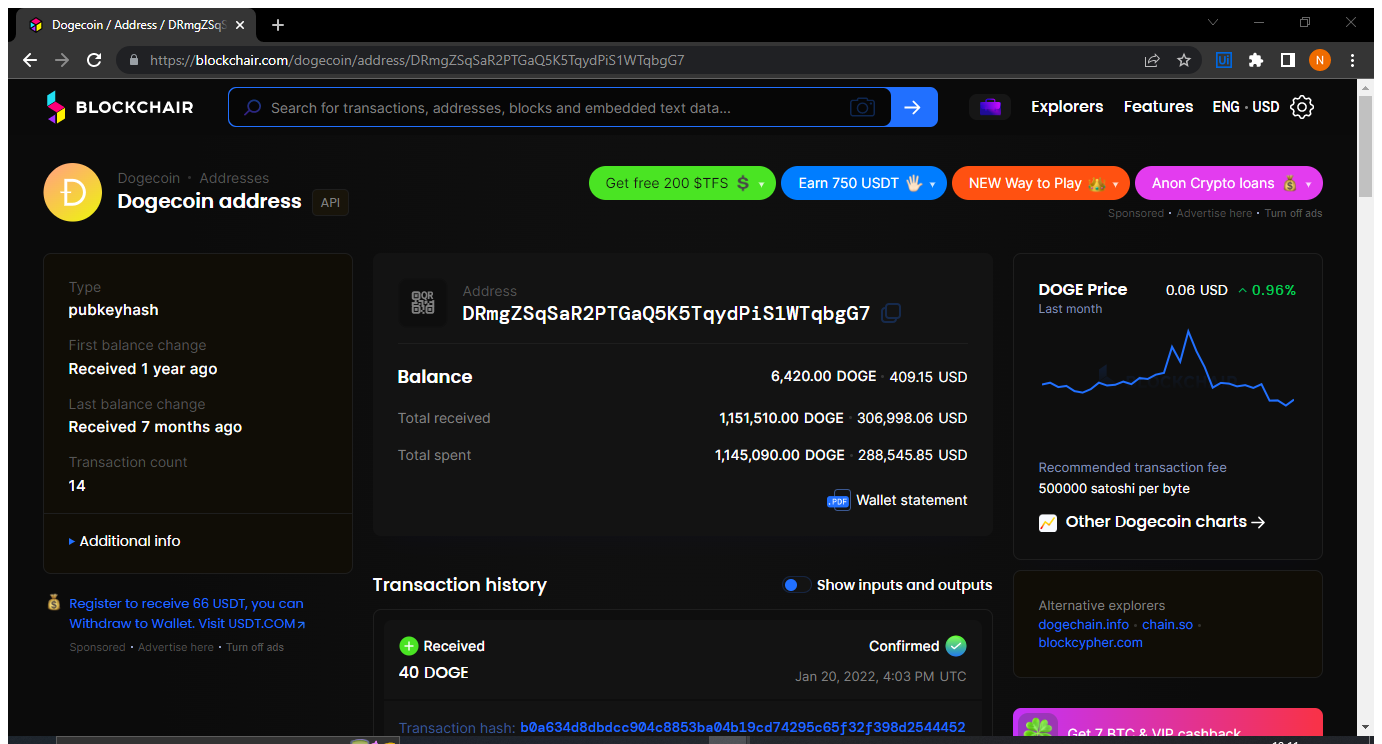 Dogecoin / Address / DRmgZSqS
https://blockchair.com/dogecoin/address/DRmgZSqSaR2PTGaQ5K5TqydPiS1WTqbgG7
Ui
N
BLOCKCHAIR
Search for transactions, addresses, blocks and embedded text data...
Explorers
Features
ENG · USD
Dogecoin · Addresses
Dogecoin address
API
Get free 200 $TFS
Earn 750 USDT
NEW Way to Play
Anon Crypto loans
Sponsored · Advertise here · Turn off ads
Type
pubkeyhash
First balance change
Received 1 year ago
Last balance change
Received 7 months ago
Transaction count
14
Additional info
Register to receive 66 USDT, you can
Withdraw to Wallet. Visit USDT.COM
Sponsored · Advertise here · Turn off ads
QR
Address
DRmgZSqSaR2PTGaQ5K5TqydPiS1WTqbgG7
Balance
6,420.00 DOGE · 409.15 USD
Total received
1,151,510.00 DOGE · 306,998.06 USD
Total spent
1,145,090.00 DOGE · 288,545.85 USD
.PDF
Wallet statement
Transaction history
Show inputs and outputs
Received
Confirmed
40 DOGE
Jan 20, 2022, 4:03 PM UTC
Transaction hash: b0a634d8dbdcc904c8853ba04b19cd74295c65f32f398d2544452
DOGE Price
0.06 USD
0.96%
Last month
BLOCKCHAIR
Recommended transaction fee
500000 satoshi per byte
Other Dogecoin charts
Alternative explorers
dogechain.info · chain.so ·
blockcypher.com
Get 7 BTC & VIP cashback